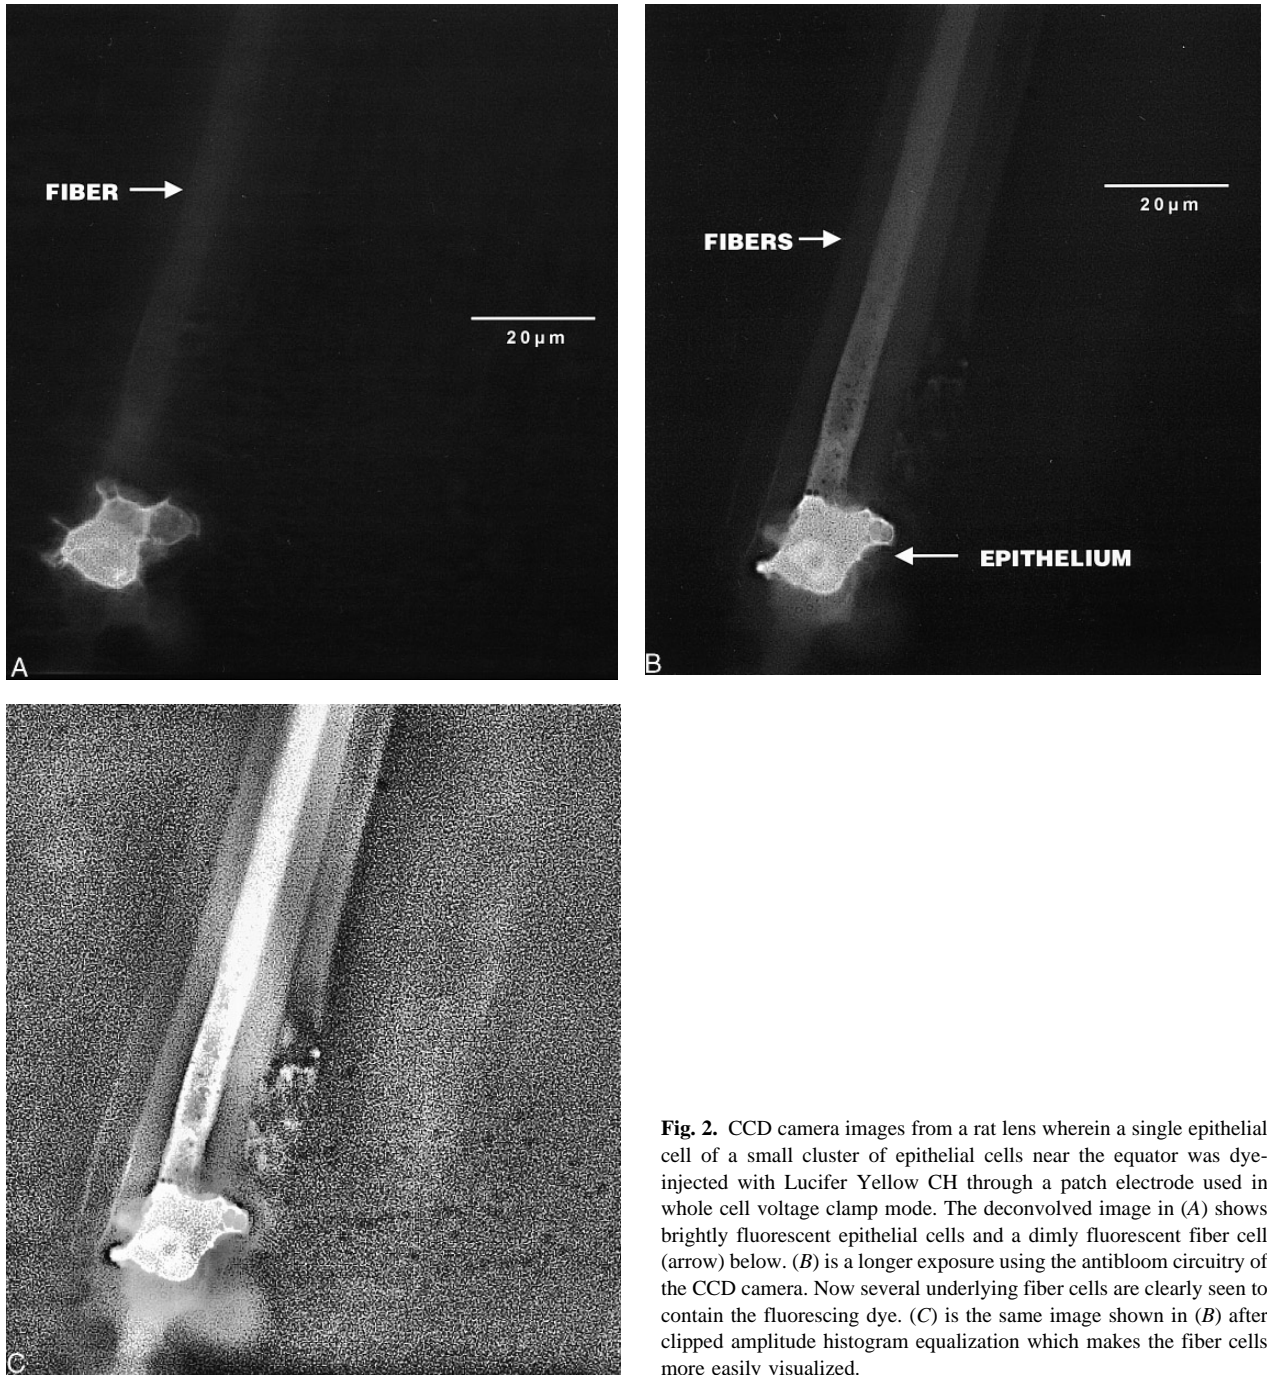 FIBER
20µm
A
FIBERS
20µm
EPITHELIUM
B
C
Fig. 2. CCD camera images from a rat lens wherein a single epithelial
cell of a small cluster of epithelial cells near the equator was dye-
injected with Lucifer Yellow CH through a patch electrode used in
whole cell voltage clamp mode. The deconvolved image in (A) shows
brightly fluorescent epithelial cells and a dimly fluorescent fiber cell
(arrow) below. (B) is a longer exposure using the antibloom circuitry of
the CCD camera. Now several underlying fiber cells are clearly seen to
contain the fluorescing dye. (C) is the same image shown in (B) after
clipped amplitude histogram equalization which makes the fiber cells
more easily visualized.